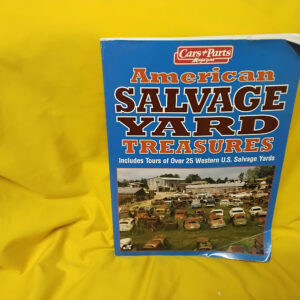 Cars & Parts
Magazine
American
SALVAGE
YARD
TREASURES
Includes Tours of Over 25 Western U.S. Salvage Yards